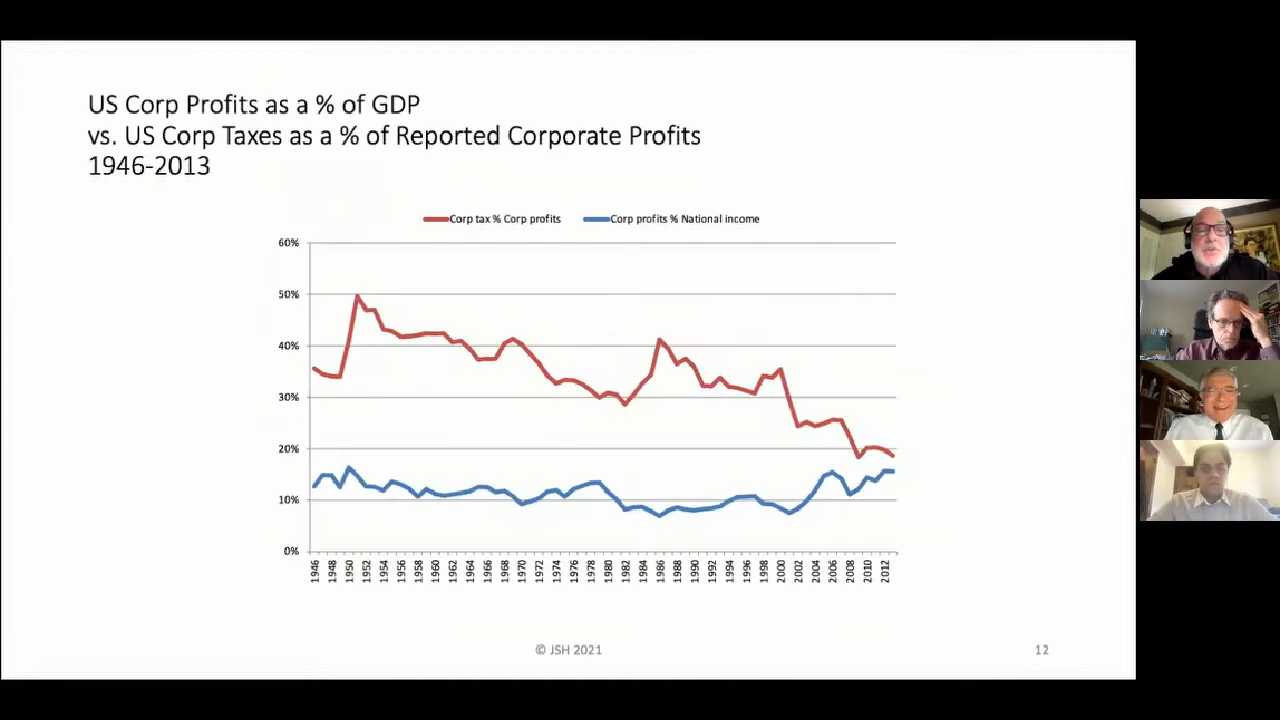 US Corp Profits as a % of GDP
vs. US Corp Taxes as a % of Reported Corporate Profits
1946-2013
Corp tax % Corp profits Corp profits % National income
60%
50%
40%
30%
20%
10%
0%
1946 1948 1950 1952 1954 1956 1958 1960 1962 1964 1966 1968 1970 1972 1974 1976 1978 1980 1982 1984 1986 1988 1990 1992 1994 1996 1998 2000 2002 2004 2006 2008 2010 2012
© JSH 2021 12